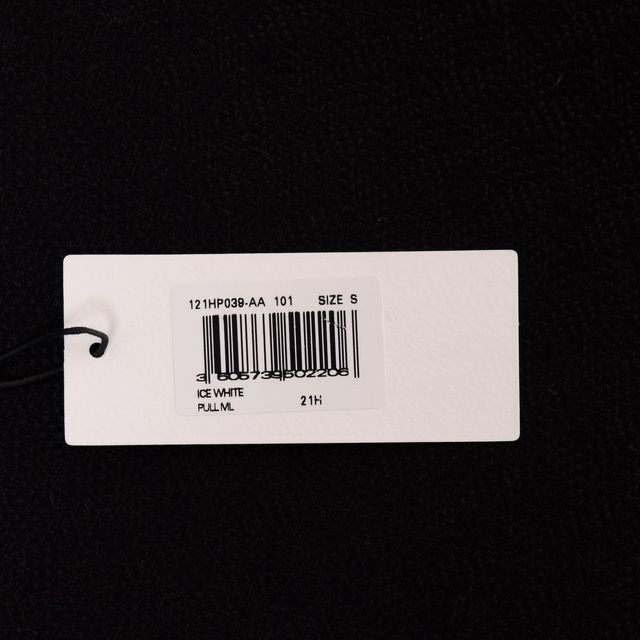 121HP039-AA 101 SIZE S
3 606739602206
ICE WHITE
PULL ML 21H